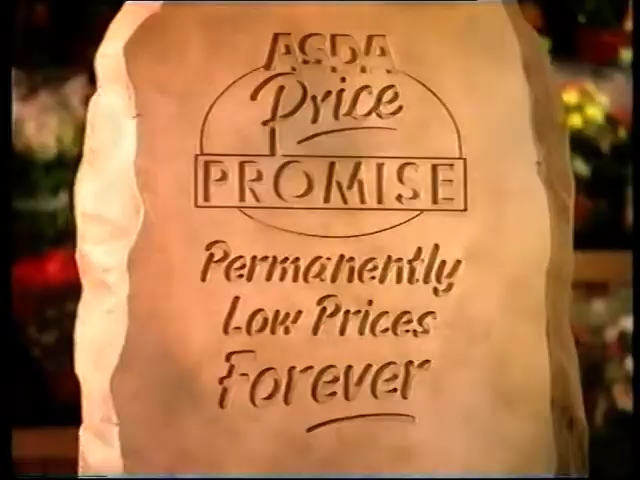 ASDA
Price
PROMISE
Permanently
Low Prices
Forever